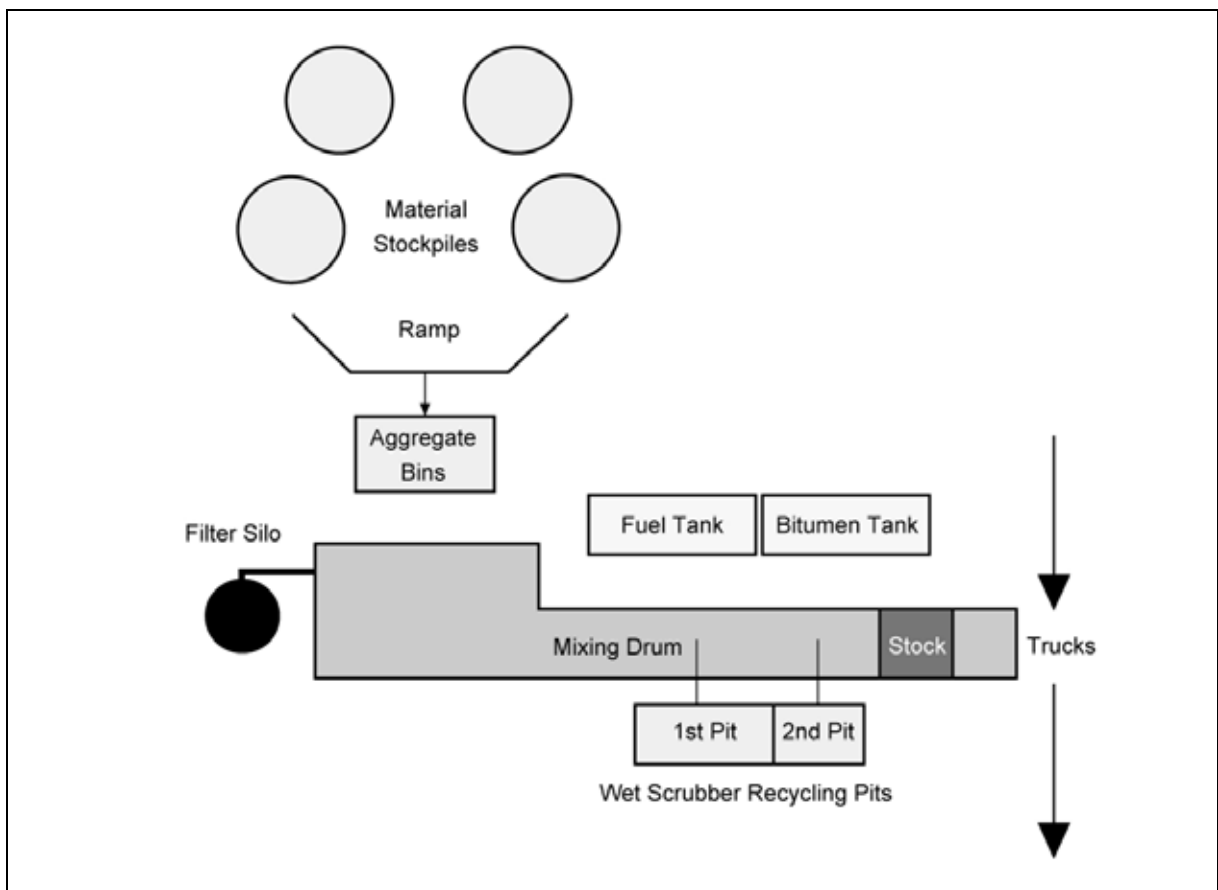 Material
Stockpiles
Ramp
Aggregate
Bins
Filter Silo
Fuel Tank
Bitumen Tank
Mixing Drum
Stock
Trucks
1st Pit
2nd Pit
Wet Scrubber Recycling Pits